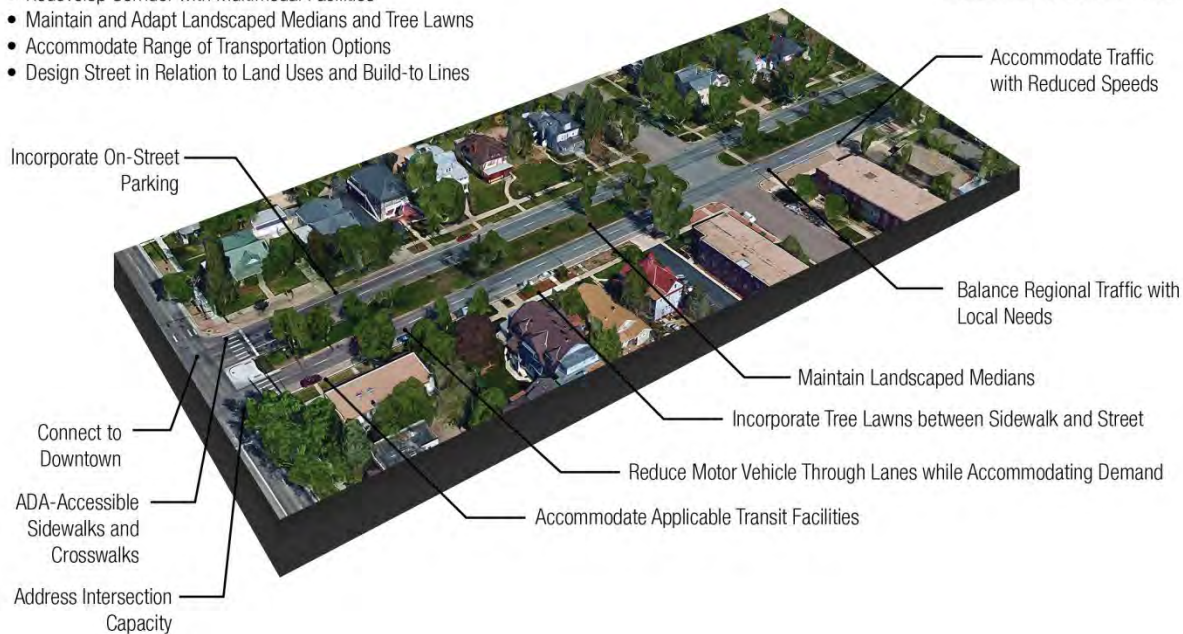 • Maintain and Adapt Landscaped Medians and Tree Lawns
• Accommodate Range of Transportation Options
• Design Street in Relation to Land Uses and Build-to Lines
Accommodate Traffic
with Reduced Speeds
Incorporate On-Street
Parking
Balance Regional Traffic with
Local Needs
Maintain Landscaped Medians
Incorporate Tree Lawns between Sidewalk and Street
Connect to
Downtown
Reduce Motor Vehicle Through Lanes while Accommodating Demand
ADA-Accessible
Sidewalks and
Crosswalks
Accommodate Applicable Transit Facilities
Address Intersection
Capacity